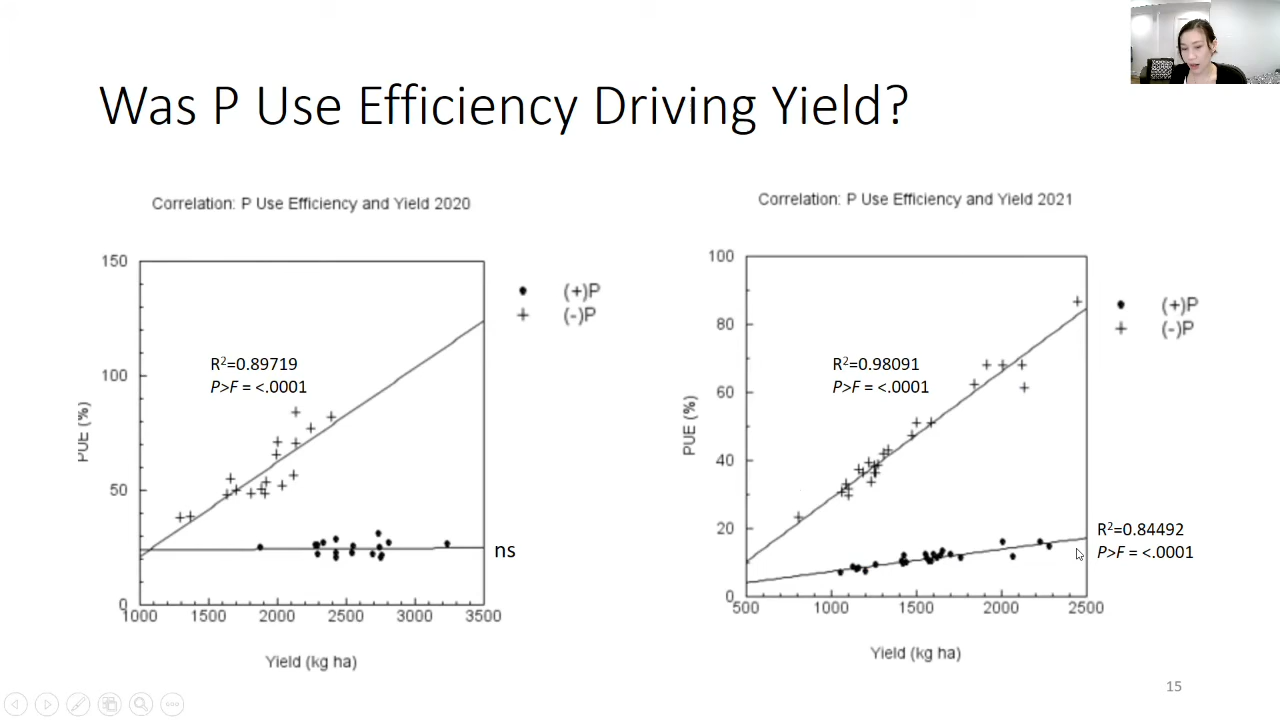 Was P Use Efficiency Driving Yield?
Correlation: P Use Efficiency and Yield 2020
150
100
50
0
PUE (%)
R²=0.89719
P>F = <.0001
ns
(+)P
(-)P
1000 1500 2000 2500 3000 3500
Yield (kg ha)
Correlation: P Use Efficiency and Yield 2021
100
80
60
40
20
0
PUE (%)
R²=0.98091
P>F = <.0001
(+)P
(-)P
R²=0.84492
P>F = <.0001
500 1000 1500 2000 2500
Yield (kg ha)
15